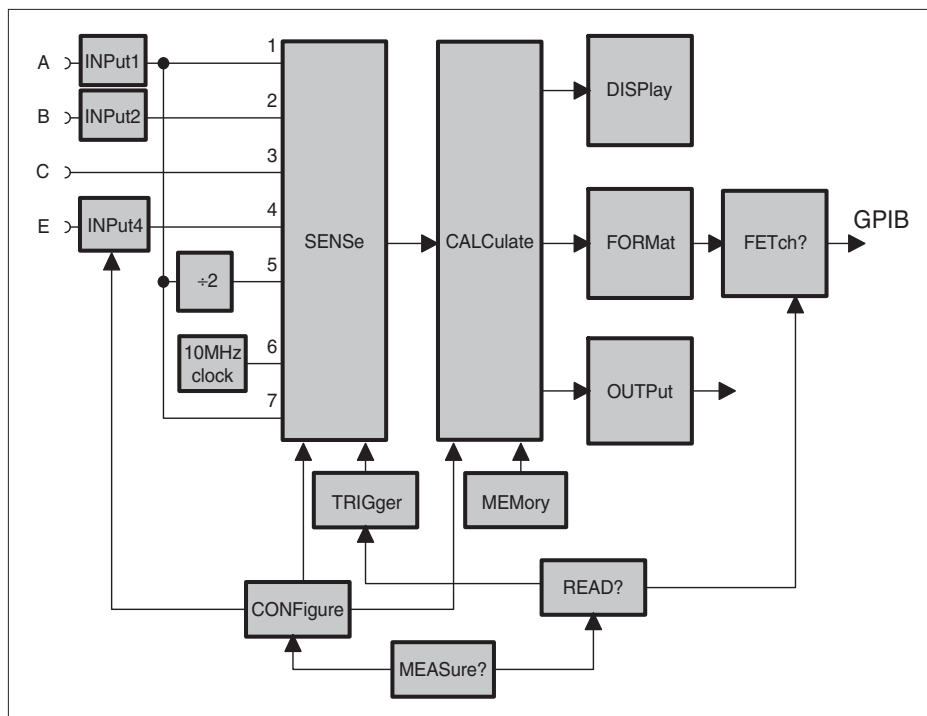 A
INPut1
1
DISPlay
B
INPut2
2
C
3
E
INPut4
4
SENSe
CALCulate
FORMat
FETch?
GPIB
÷2
5
10MHz
clock
6
7
OUTPut
TRIGger
MEMory
CONFigure
READ?
MEASure?